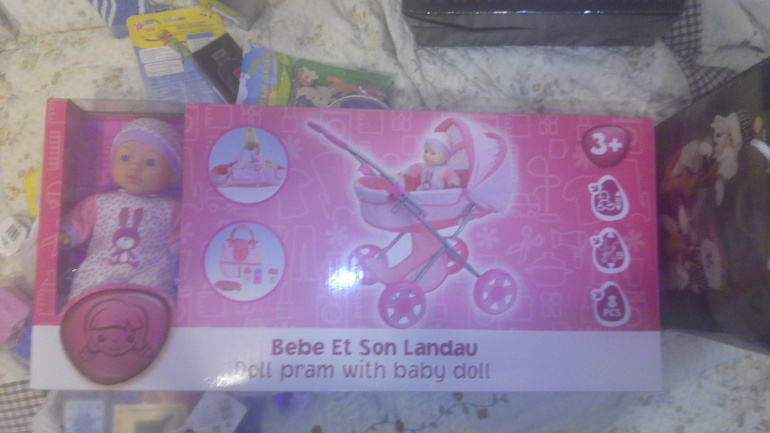 3+
8
PCS
Bebe Et Son Landau
Doll pram with baby doll